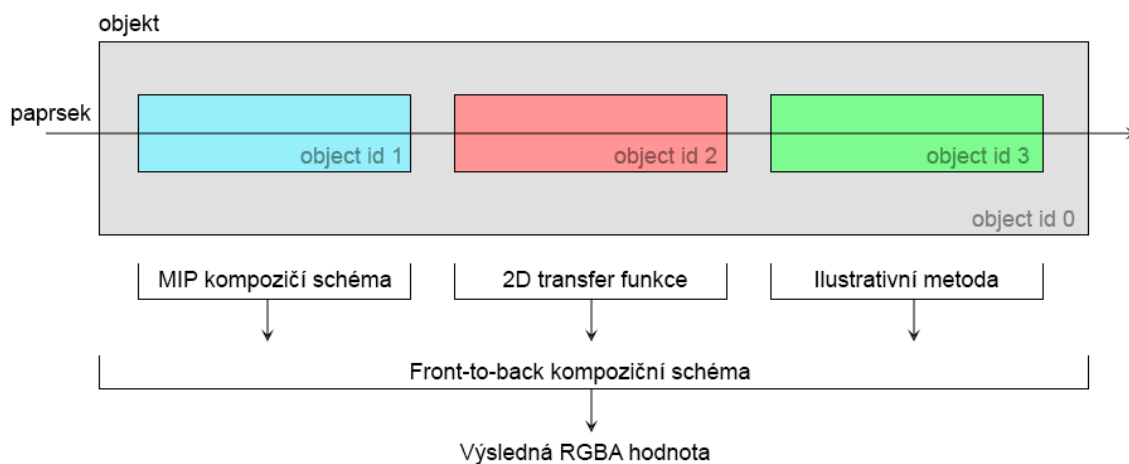 objekt
paprsek
object id 1
object id 2
object id 3
object id 0
MIP kompozičí schéma
2D transfer funkce
Ilustrativní metoda
Front-to-back kompoziční schéma
Výsledná RGBA hodnota